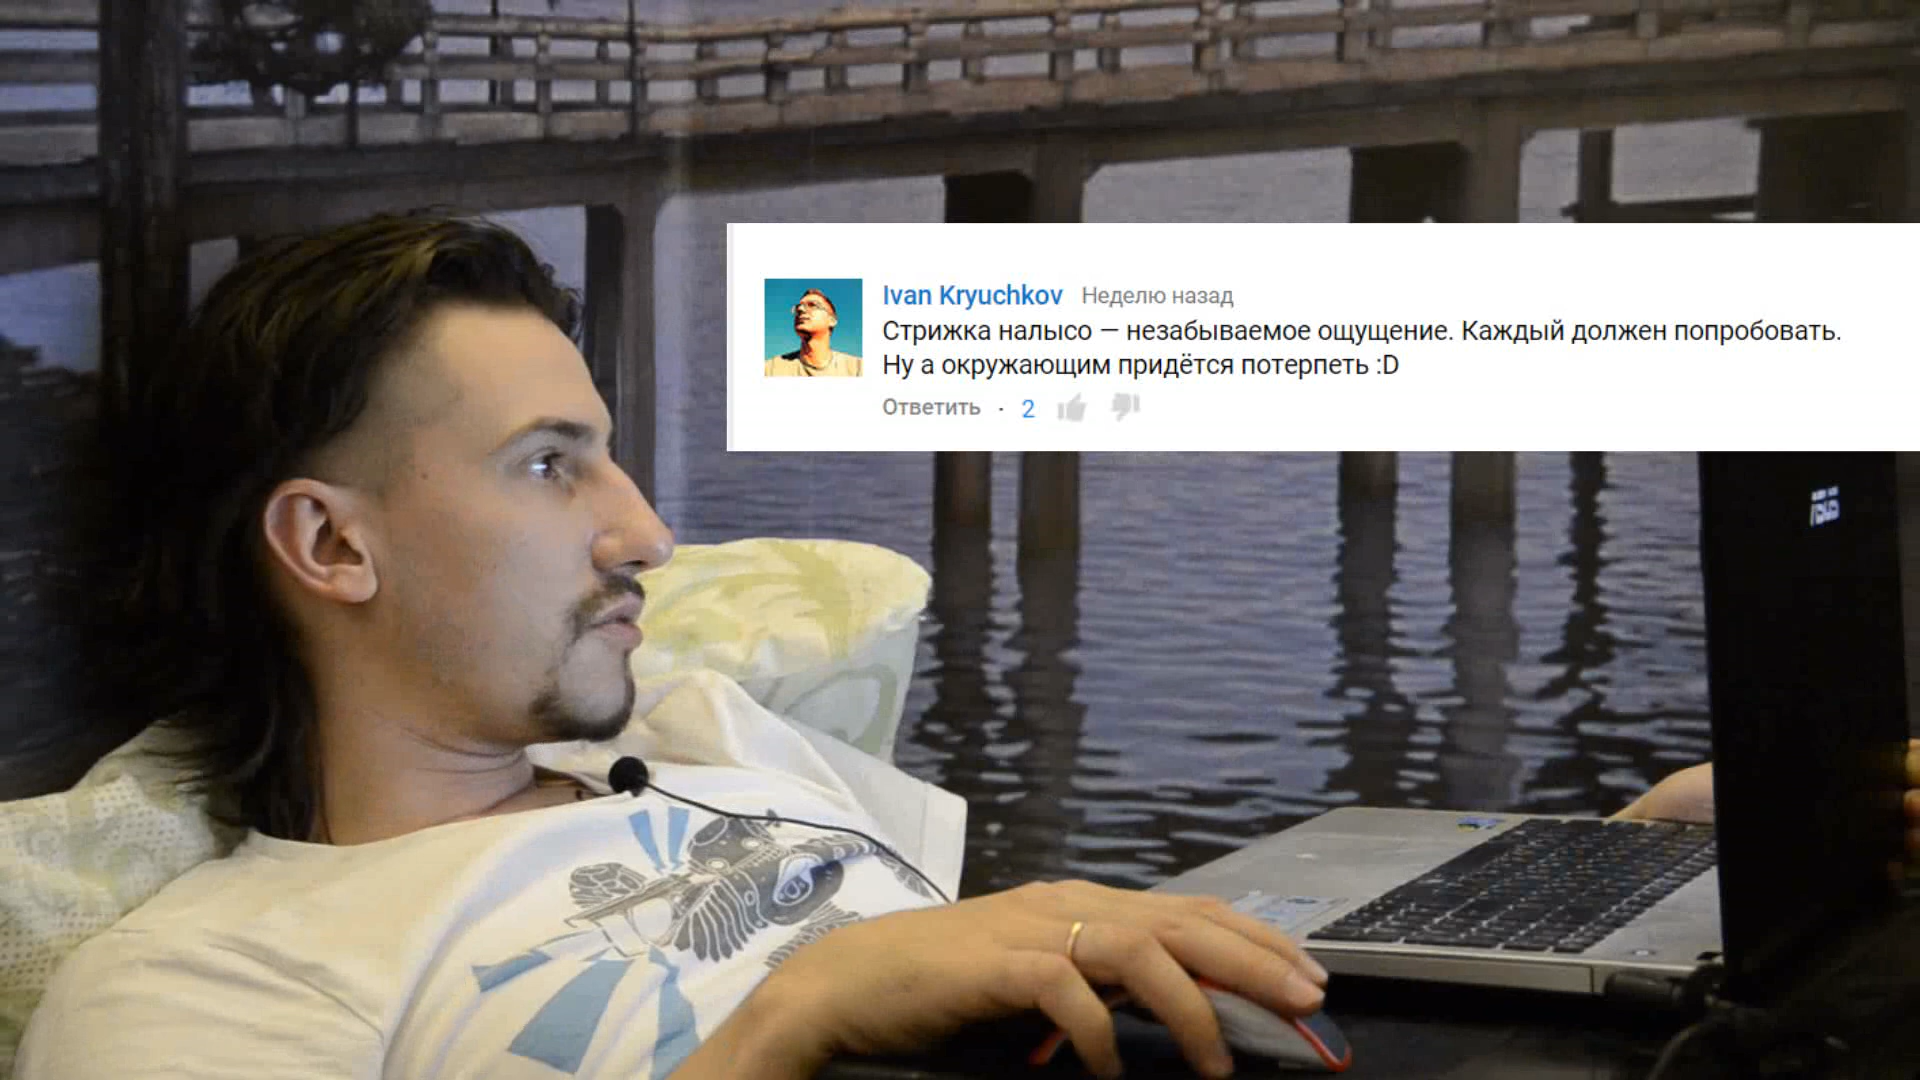 Ivan Kryuchkov Неделю назад
Стрижка налысо — незабываемое ощущение. Каждый должен попробовать.
Ну а окружающим придётся потерпеть :D
Ответить · 2